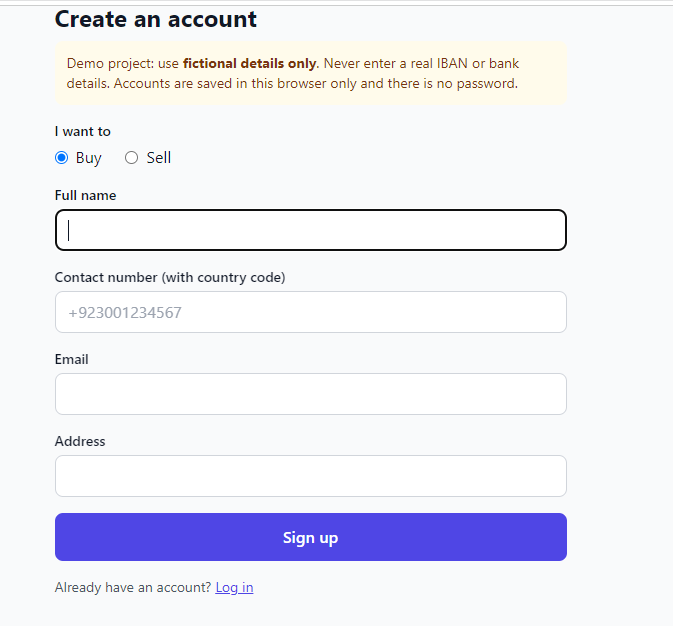 Create an account
Demo project: use fictional details only. Never enter a real IBAN or bank
details. Accounts are saved in this browser only and there is no password.
I want to
Buy Sell
Full name
Contact number (with country code)
+923001234567
Email
Address
Sign up
Already have an account? Log in